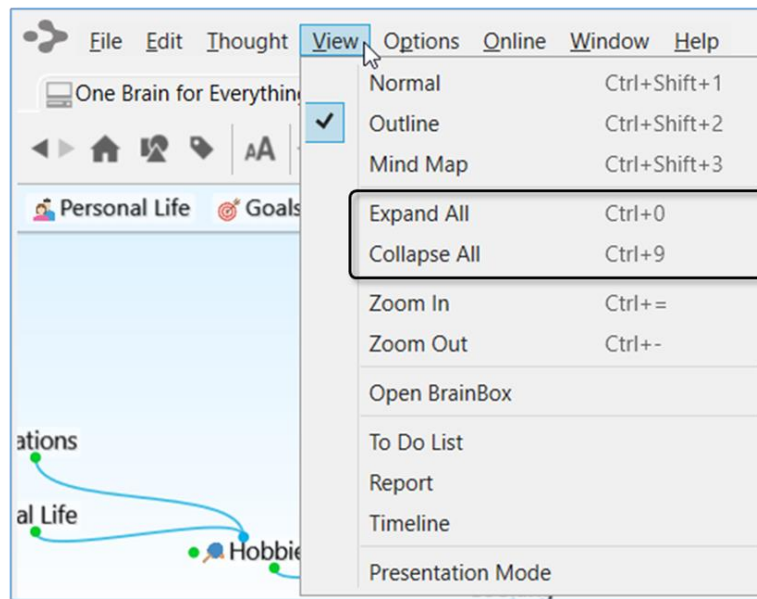 File Edit Thought View Options Online Window Help
One Brain for Everything
AA
Personal Life Goals
Normal Ctrl+Shift+1
Outline Ctrl+Shift+2
Mind Map Ctrl+Shift+3
Expand All Ctrl+0
Collapse All Ctrl+9
Zoom In Ctrl+=
Zoom Out Ctrl+-
Open BrainBox
To Do List
Report
Timeline
Presentation Mode
ations
al Life
Hobbie